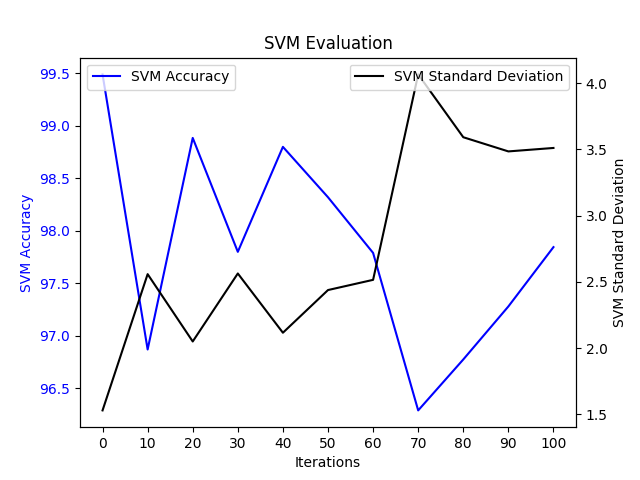 SVM Evaluation
SVM Accuracy
SVM Standard Deviation
99.5
99.0
98.5
98.0
97.5
97.0
96.5
SVM Accuracy
4.0
3.5
3.0
2.5
2.0
1.5
SVM Standard Deviation
0 10 20 30 40 50 60 70 80 90 100
Iterations